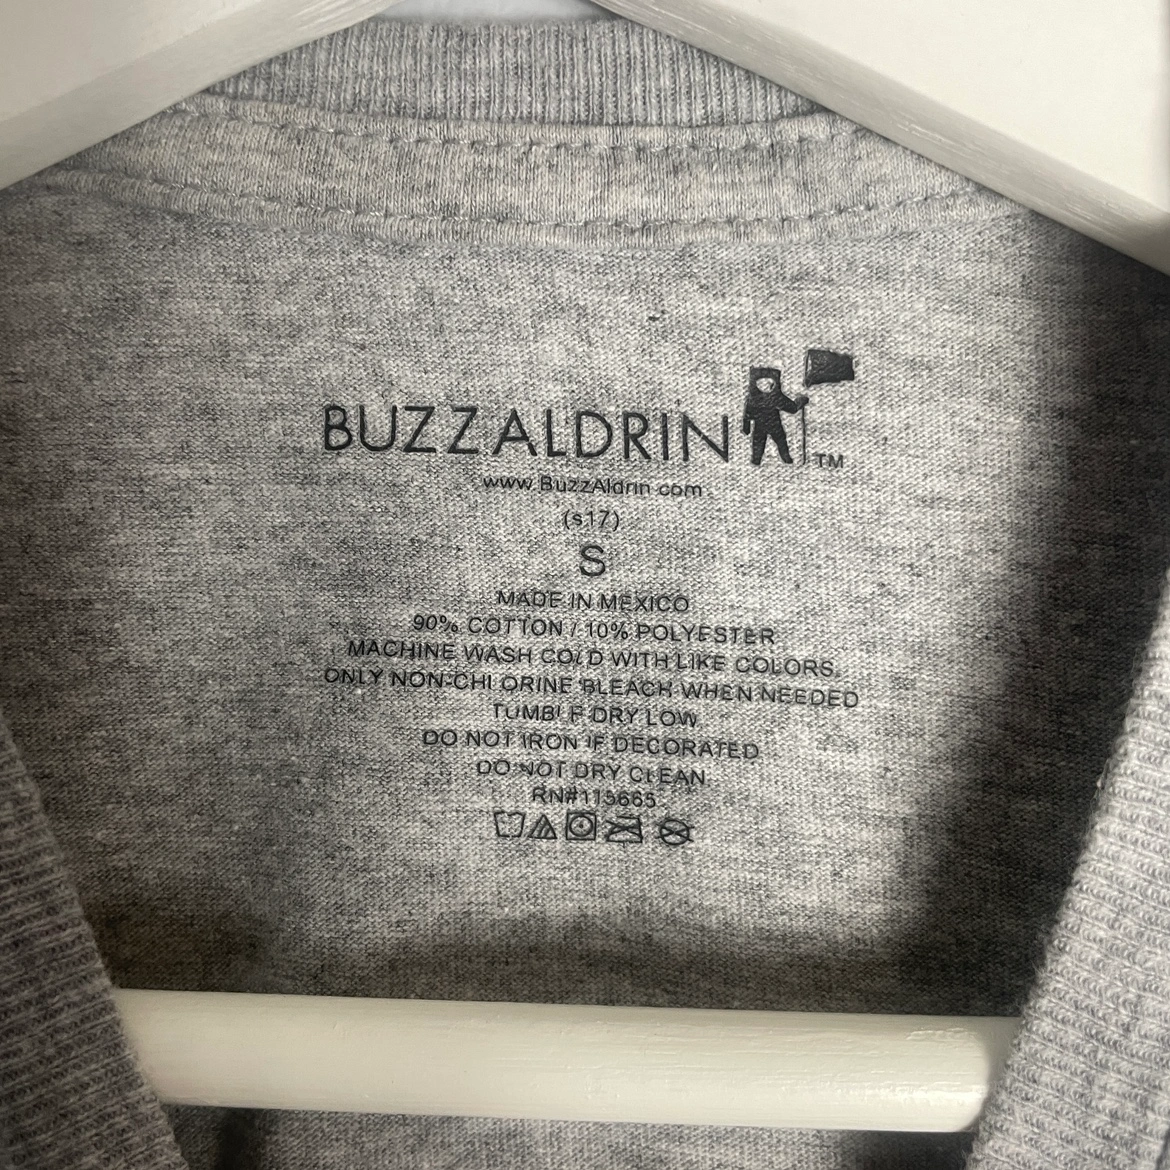 BUZZ ALDRIN TM
www.BuzzAldrin.com
(s17)
S
MADE IN MEXICO
90% COTTON / 10% POLYESTER
MACHINE WASH COLD WITH LIKE COLORS.
ONLY NON-CHLORINE BLEACH WHEN NEEDED
TUMBLE DRY LOW
DO NOT IRON IF DECORATED
DO NOT DRY CLEAN
RN#115665